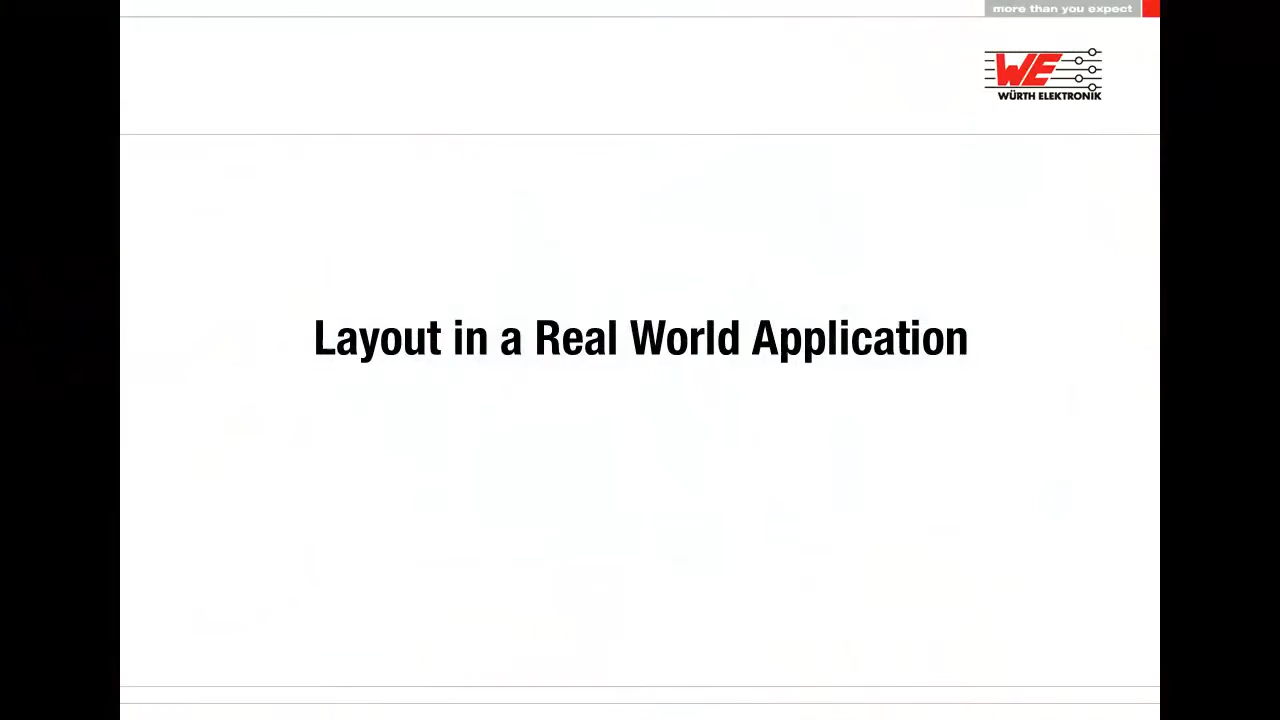 more than you expect
WE
WÜRTH ELEKTRONIK
Layout in a Real World Application